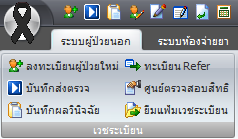 ระบบผู้ป่วยนอก ระบบห้องจ่ายยา
ลงทะเบียนผู้ป่วยใหม่ ทะเบียน Refer
บันทึกส่งตรวจ ศูนย์ตรวจสอบสิทธิ
บันทึกผลวินิจฉัย ยืมแฟ้มเวชระเบียน
เวชระเบียน